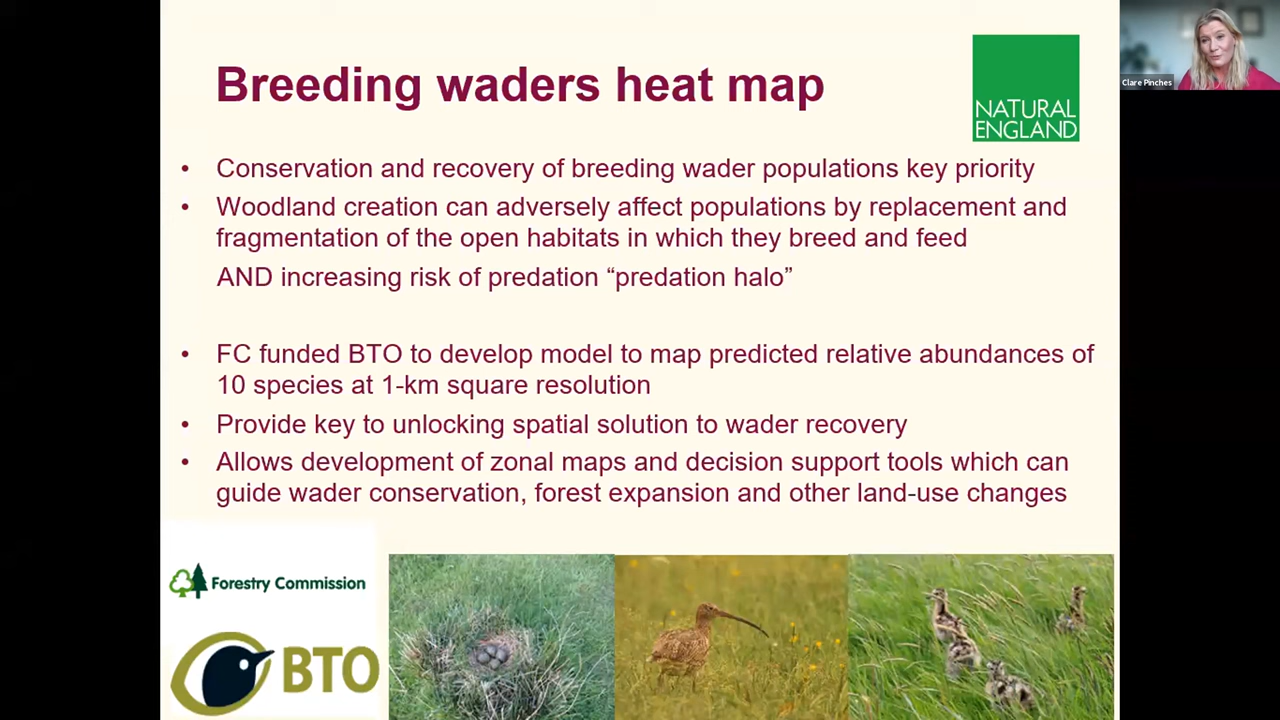 Breeding waders heat map
NATURAL
ENGLAND
Clare Pinches
• Conservation and recovery of breeding wader populations key priority
• Woodland creation can adversely affect populations by replacement and
fragmentation of the open habitats in which they breed and feed
AND increasing risk of predation “predation halo”
• FC funded BTO to develop model to map predicted relative abundances of
10 species at 1-km square resolution
• Provide key to unlocking spatial solution to wader recovery
• Allows development of zonal maps and decision support tools which can
guide wader conservation, forest expansion and other land-use changes
Forestry Commission
BTO